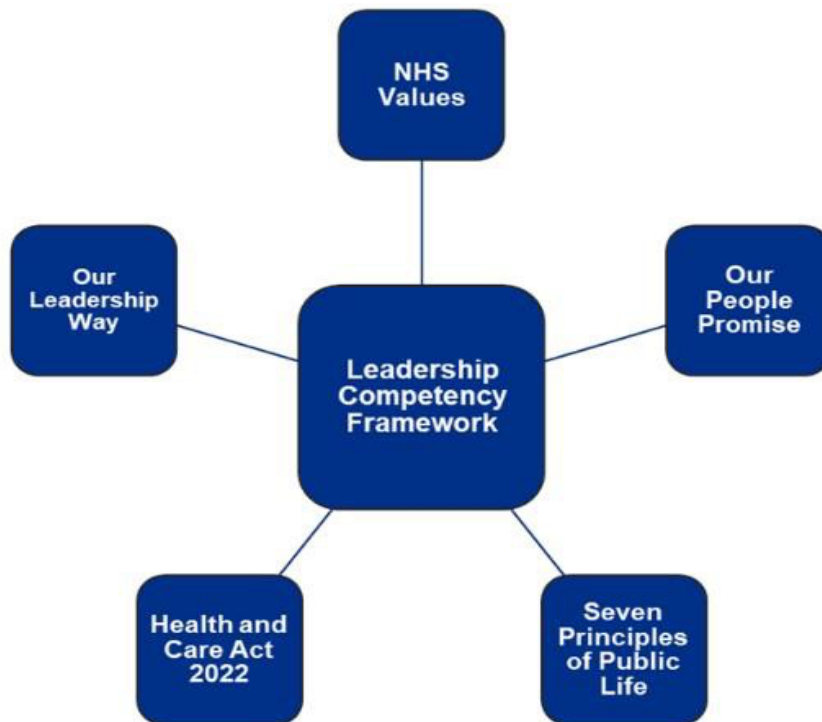 NHS
Values
Our
Leadership
Way
Our
People
Promise
Leadership
Competency
Framework
Health and
Care Act
2022
Seven
Principles
of Public
Life